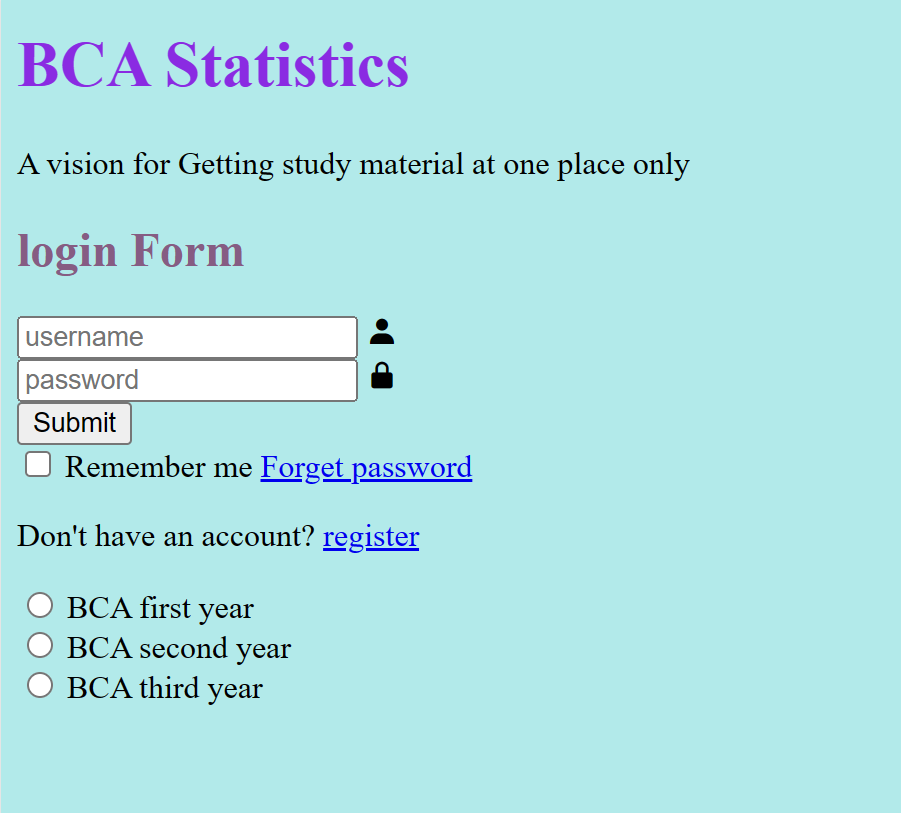 BCA Statistics
A vision for Getting study material at one place only
login Form
username
password
Submit
Remember me Forget password
Don't have an account? register
BCA first year
BCA second year
BCA third year